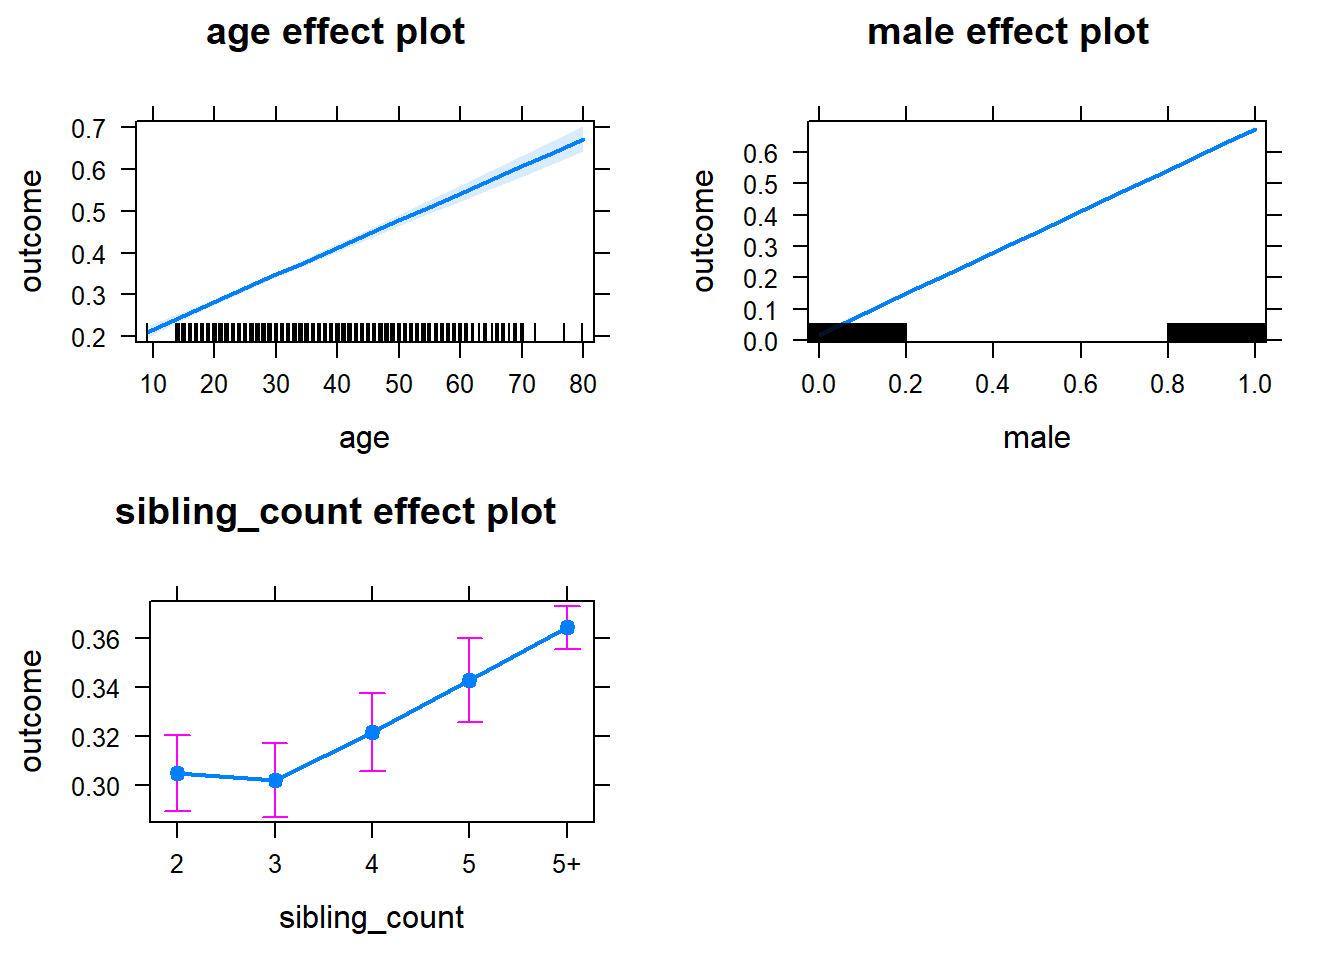 age effect plot
outcome
0.7
0.6
0.5
0.4
0.3
0.2
10 20 30 40 50 60 70 80
age
male effect plot
outcome
0.6
0.5
0.4
0.3
0.2
0.1
0.0
0.0 0.2 0.4 0.6 0.8 1.0
male
sibling_count effect plot
outcome
0.36
0.34
0.32
0.30
2 3 4 5 5+
sibling_count